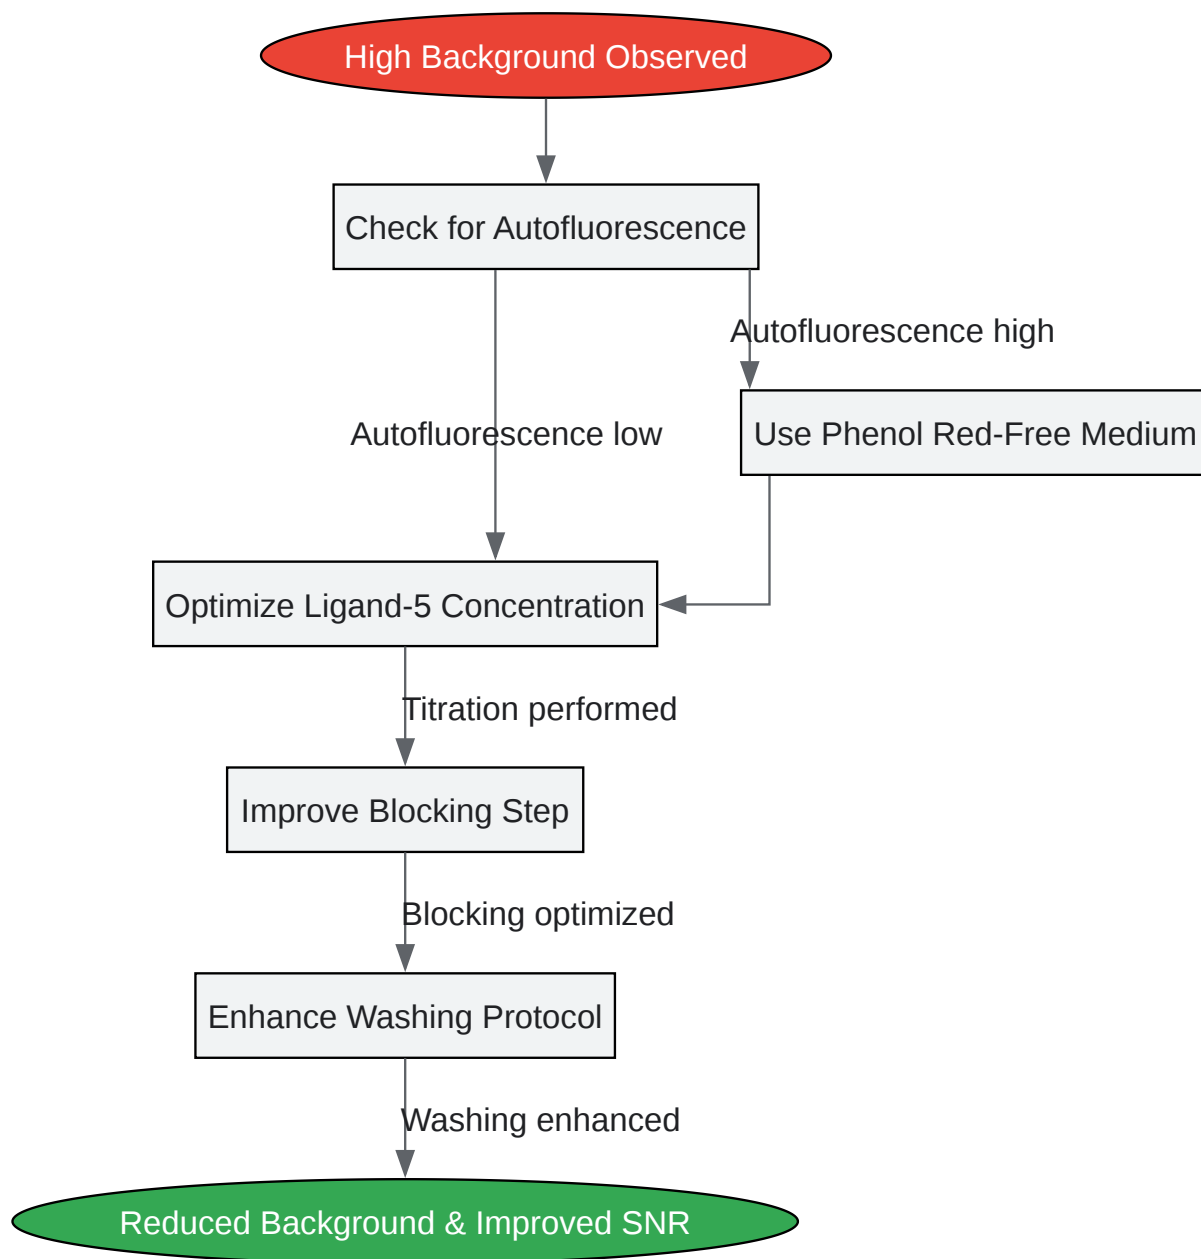 High Background Observed
Check for Autofluorescence
Autofluorescence high
Autofluorescence low
Use Phenol Red-Free Medium
Optimize Ligand-5 Concentration
Titration performed
Improve Blocking Step
Blocking optimized
Enhance Washing Protocol
Washing enhanced
Reduced Background & Improved SNR